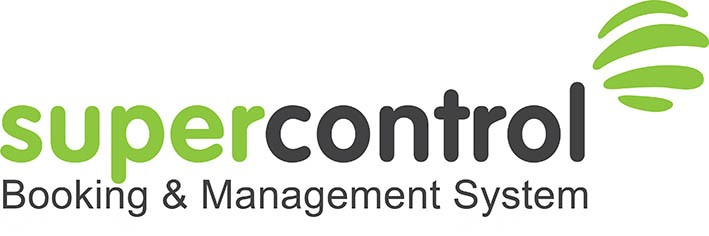 supercontrol
Booking & Management System